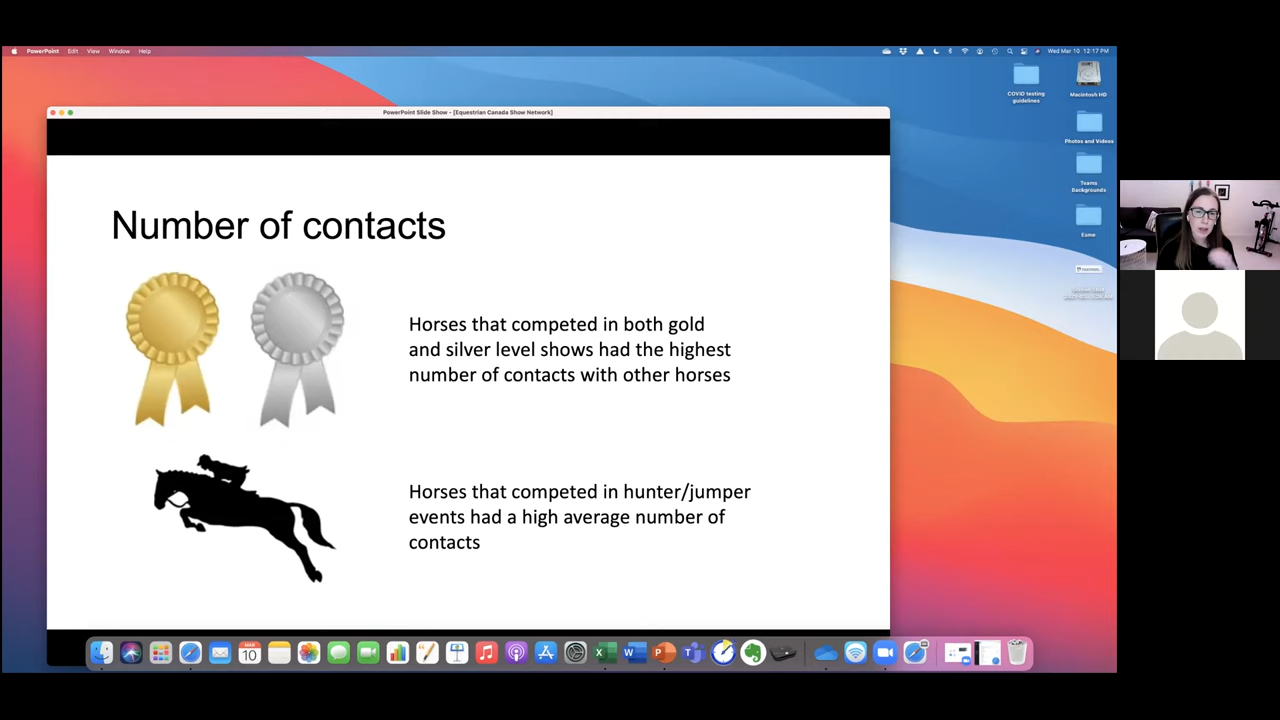 PowerPoint Edit View Window Help
Wed Mar 10 12:17 PM
COVID testing
guidelines
Macintosh HD
PowerPoint Slide Show - [Equestrian Canada Show Network]
Photos and Videos
Teams
Backgrounds
Number of contacts
Horses that competed in both gold
and silver level shows had the highest
number of contacts with other horses
Horses that competed in hunter/jumper
events had a high average number of
contacts
MAR
10